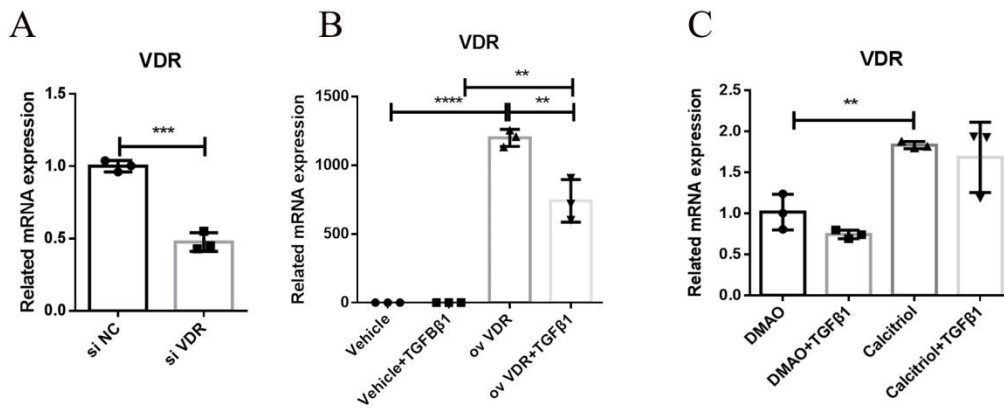 A
VDR
Related mRNA expression
1.5
1.0
0.5
0.0
***
si NC
si VDR
B
VDR
Related mRNA expression
1500
1000
500
0
**
****
**
Vehicle
Vehicle+TGFBβ1
ov VDR
ov VDR+TGFβ1
C
VDR
Related mRNA expression
2.5
2.0
1.5
1.0
0.5
0.0
**
DMAO
DMAO+TGFβ1
Calcitriol
Calcitriol+TGFβ1